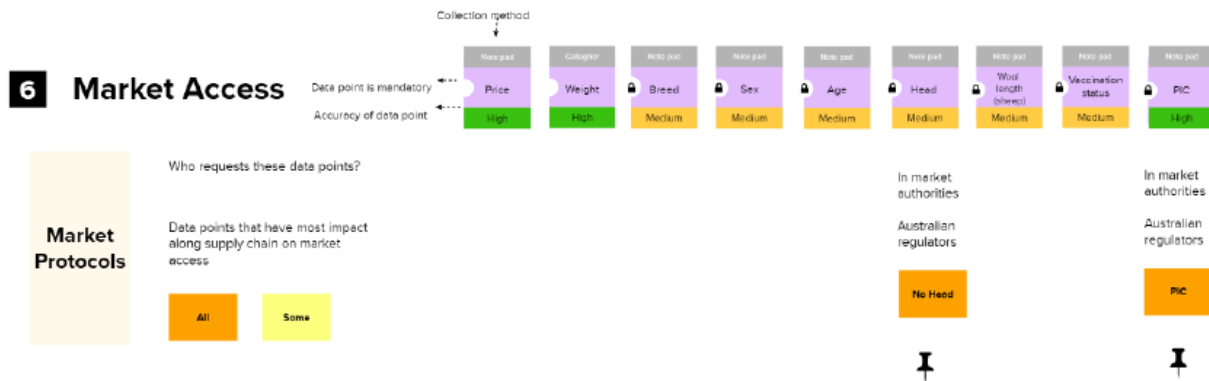 Collection method
Note pad
Gallagher
Note pad
Note pad
Note pad
Note pad
Note pad
Note pad
Note pad
6
Market Access
Data point is mandatory
Price
Weight
Breed
Sex
Age
Head
Wool
length
(sheep)
Vaccination
status
PIC
Accuracy of data point
High
High
Medium
Medium
Medium
Medium
Medium
Medium
High
Market
Protocols
Who requests these data points?
Data points that have most impact
along supply chain on market
access
All
Some
In market
authorities
Australian
regulators
No Head
In market
authorities
Australian
regulators
PIC